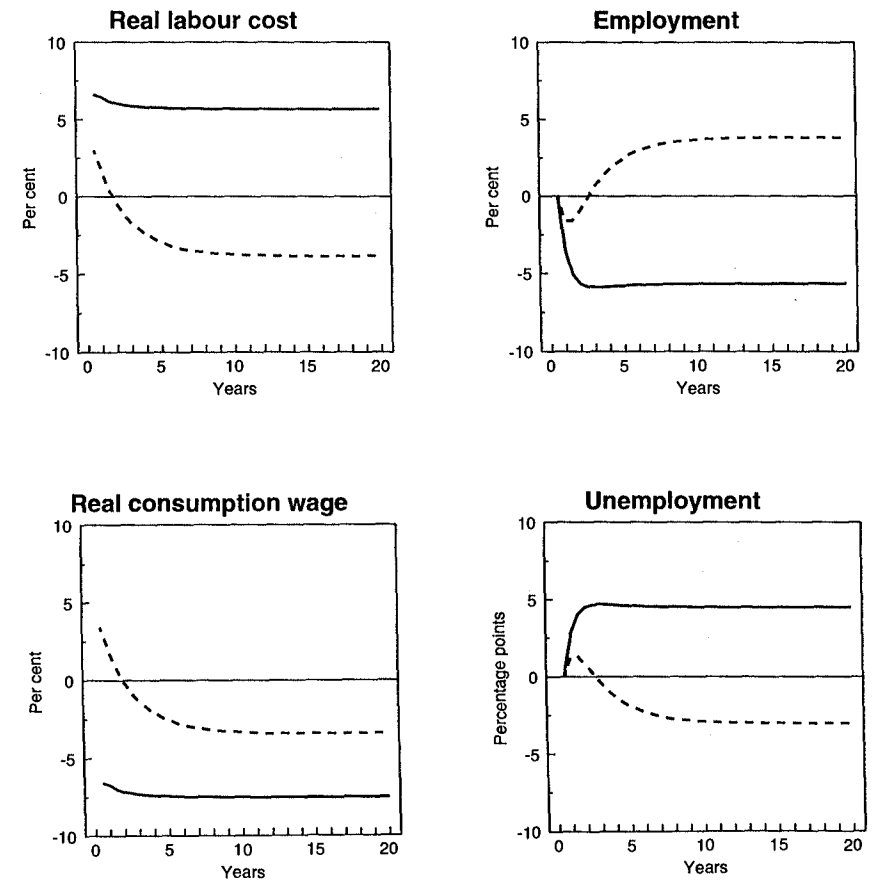 Real labour cost
10
5
0
-5
-10
Per cent
0 5 10 15 20
Years
Employment
10
5
0
-5
-10
Per cent
0 5 10 15 20
Years
Real consumption wage
10
5
0
-5
-10
Per cent
0 5 10 15 20
Years
Unemployment
10
5
0
-5
-10
Percentage points
0 5 10 15 20
Years